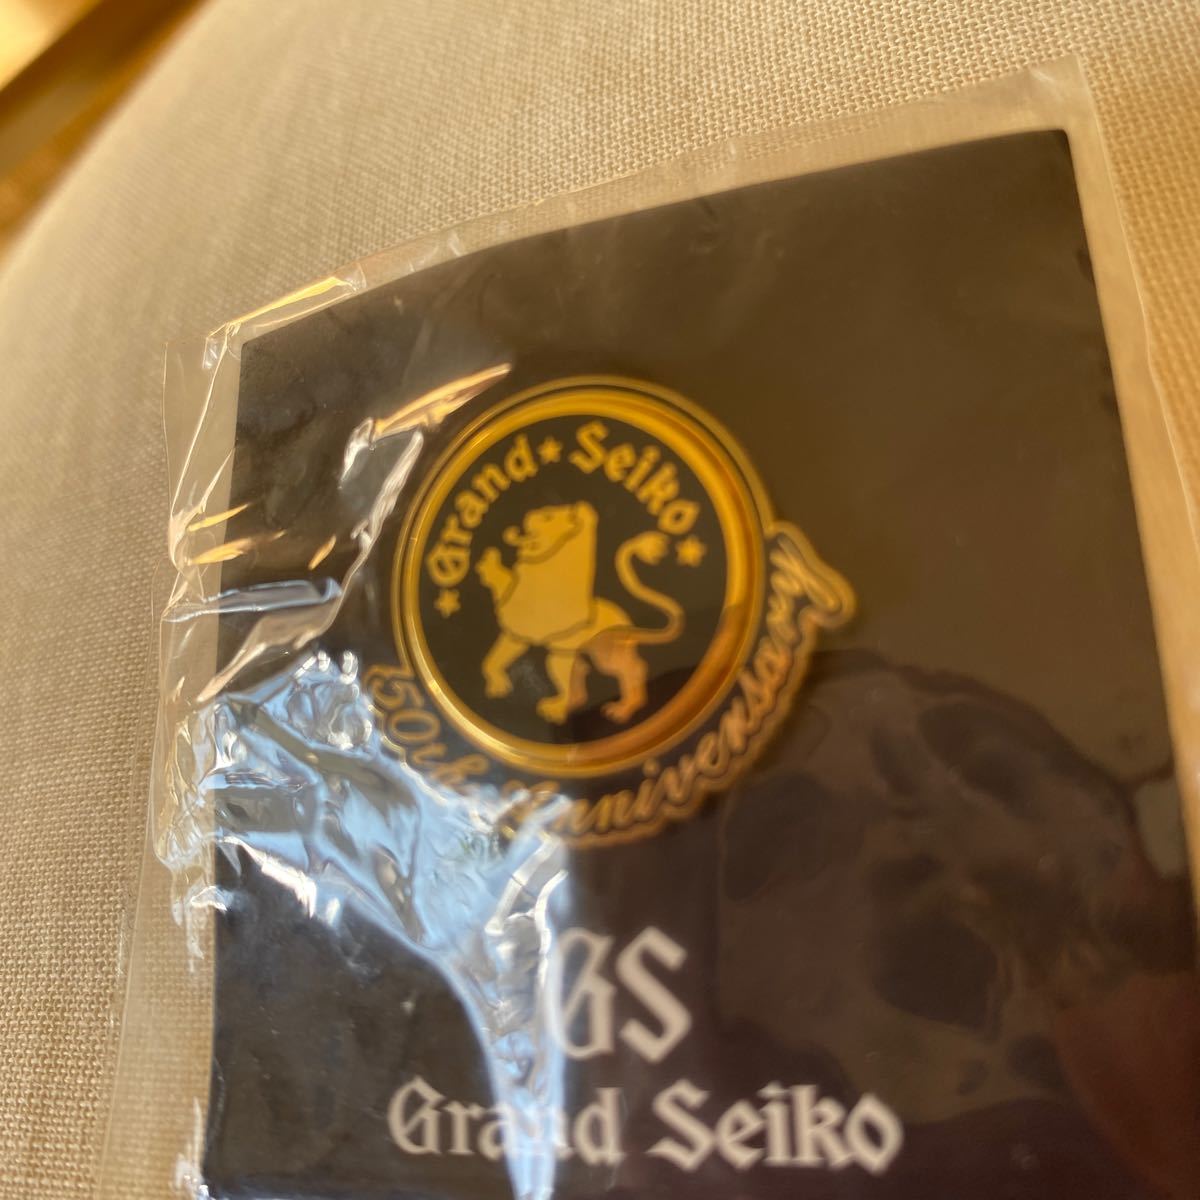 ★Grand★Seiko★
50th Anniversary
GS
Grand Seiko